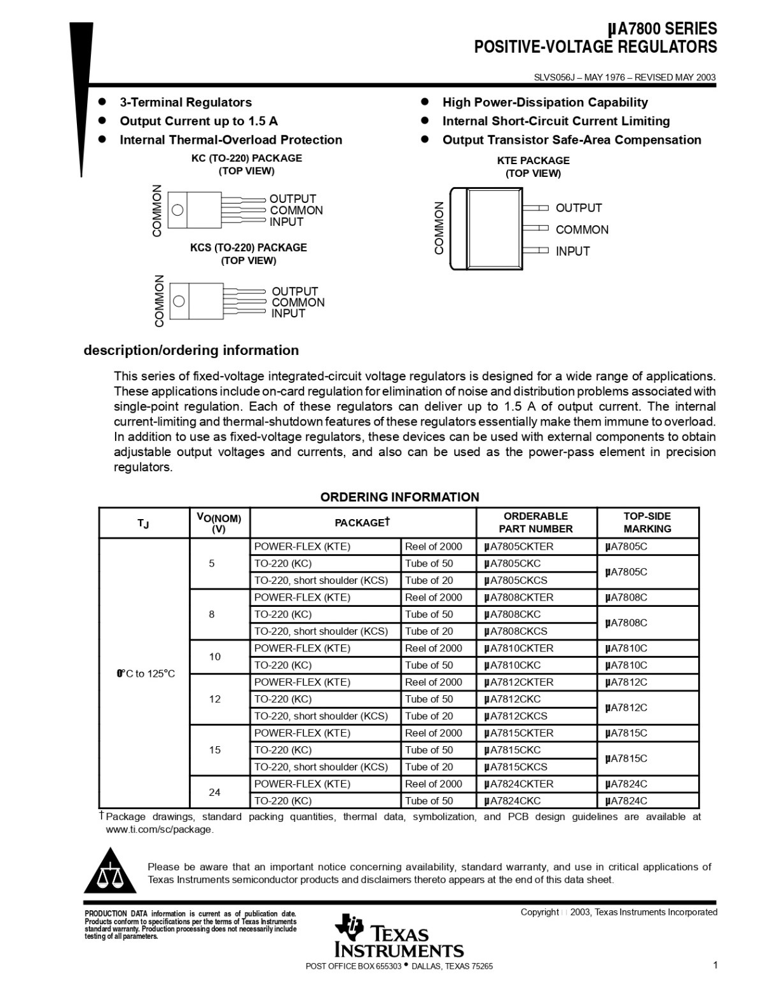 µA7800 SERIES
POSITIVE-VOLTAGE REGULATORS
SLVS056J – MAY 1976 – REVISED MAY 2003
● 3-Terminal Regulators
● Output Current up to 1.5 A
● Internal Thermal-Overload Protection
● High Power-Dissipation Capability
● Internal Short-Circuit Current Limiting
● Output Transistor Safe-Area Compensation
KC (TO-220) PACKAGE
(TOP VIEW)
COMMON
OUTPUT
COMMON
INPUT
KCS (TO-220) PACKAGE
(TOP VIEW)
COMMON
OUTPUT
COMMON
INPUT
KTE PACKAGE
(TOP VIEW)
COMMON
OUTPUT
COMMON
INPUT
description/ordering information
This series of fixed-voltage integrated-circuit voltage regulators is designed for a wide range of applications.
These applications include on-card regulation for elimination of noise and distribution problems associated with
single-point regulation. Each of these regulators can deliver up to 1.5 A of output current. The internal
current-limiting and thermal-shutdown features of these regulators essentially make them immune to overload.
In addition to use as fixed-voltage regulators, these devices can be used with external components to obtain
adjustable output voltages and currents, and also can be used as the power-pass element in precision
regulators.
ORDERING INFORMATION
TJ VO(NOM) (V) PACKAGE† ORDERABLE PART NUMBER TOP-SIDE MARKING
0°C to 125°C
5
POWER-FLEX (KTE) Reel of 2000 µA7805CKTER µA7805C
TO-220 (KC) Tube of 50 µA7805CKC µA7805C
TO-220, short shoulder (KCS) Tube of 20 µA7805CKCS
8
POWER-FLEX (KTE) Reel of 2000 µA7808CKTER µA7808C
TO-220 (KC) Tube of 50 µA7808CKC µA7808C
TO-220, short shoulder (KCS) Tube of 20 µA7808CKCS
10
POWER-FLEX (KTE) Reel of 2000 µA7810CKTER µA7810C
TO-220 (KC) Tube of 50 µA7810CKC µA7810C
12
POWER-FLEX (KTE) Reel of 2000 µA7812CKTER µA7812C
TO-220 (KC) Tube of 50 µA7812CKC µA7812C
TO-220, short shoulder (KCS) Tube of 20 µA7812CKCS
15
POWER-FLEX (KTE) Reel of 2000 µA7815CKTER µA7815C
TO-220 (KC) Tube of 50 µA7815CKC µA7815C
TO-220, short shoulder (KCS) Tube of 20 µA7815CKCS
24
POWER-FLEX (KTE) Reel of 2000 µA7824CKTER µA7824C
TO-220 (KC) Tube of 50 µA7824CKC µA7824C
† Package drawings, standard packing quantities, thermal data, symbolization, and PCB design guidelines are available at
www.ti.com/sc/package.
Please be aware that an important notice concerning availability, standard warranty, and use in critical applications of
Texas Instruments semiconductor products and disclaimers thereto appears at the end of this data sheet.
PRODUCTION DATA information is current as of publication date.
Products conform to specifications per the terms of Texas Instruments
standard warranty. Production processing does not necessarily include
testing of all parameters.
Copyright □ 2003, Texas Instruments Incorporated
TEXAS
INSTRUMENTS
POST OFFICE BOX 655303 ● DALLAS, TEXAS 75265
1